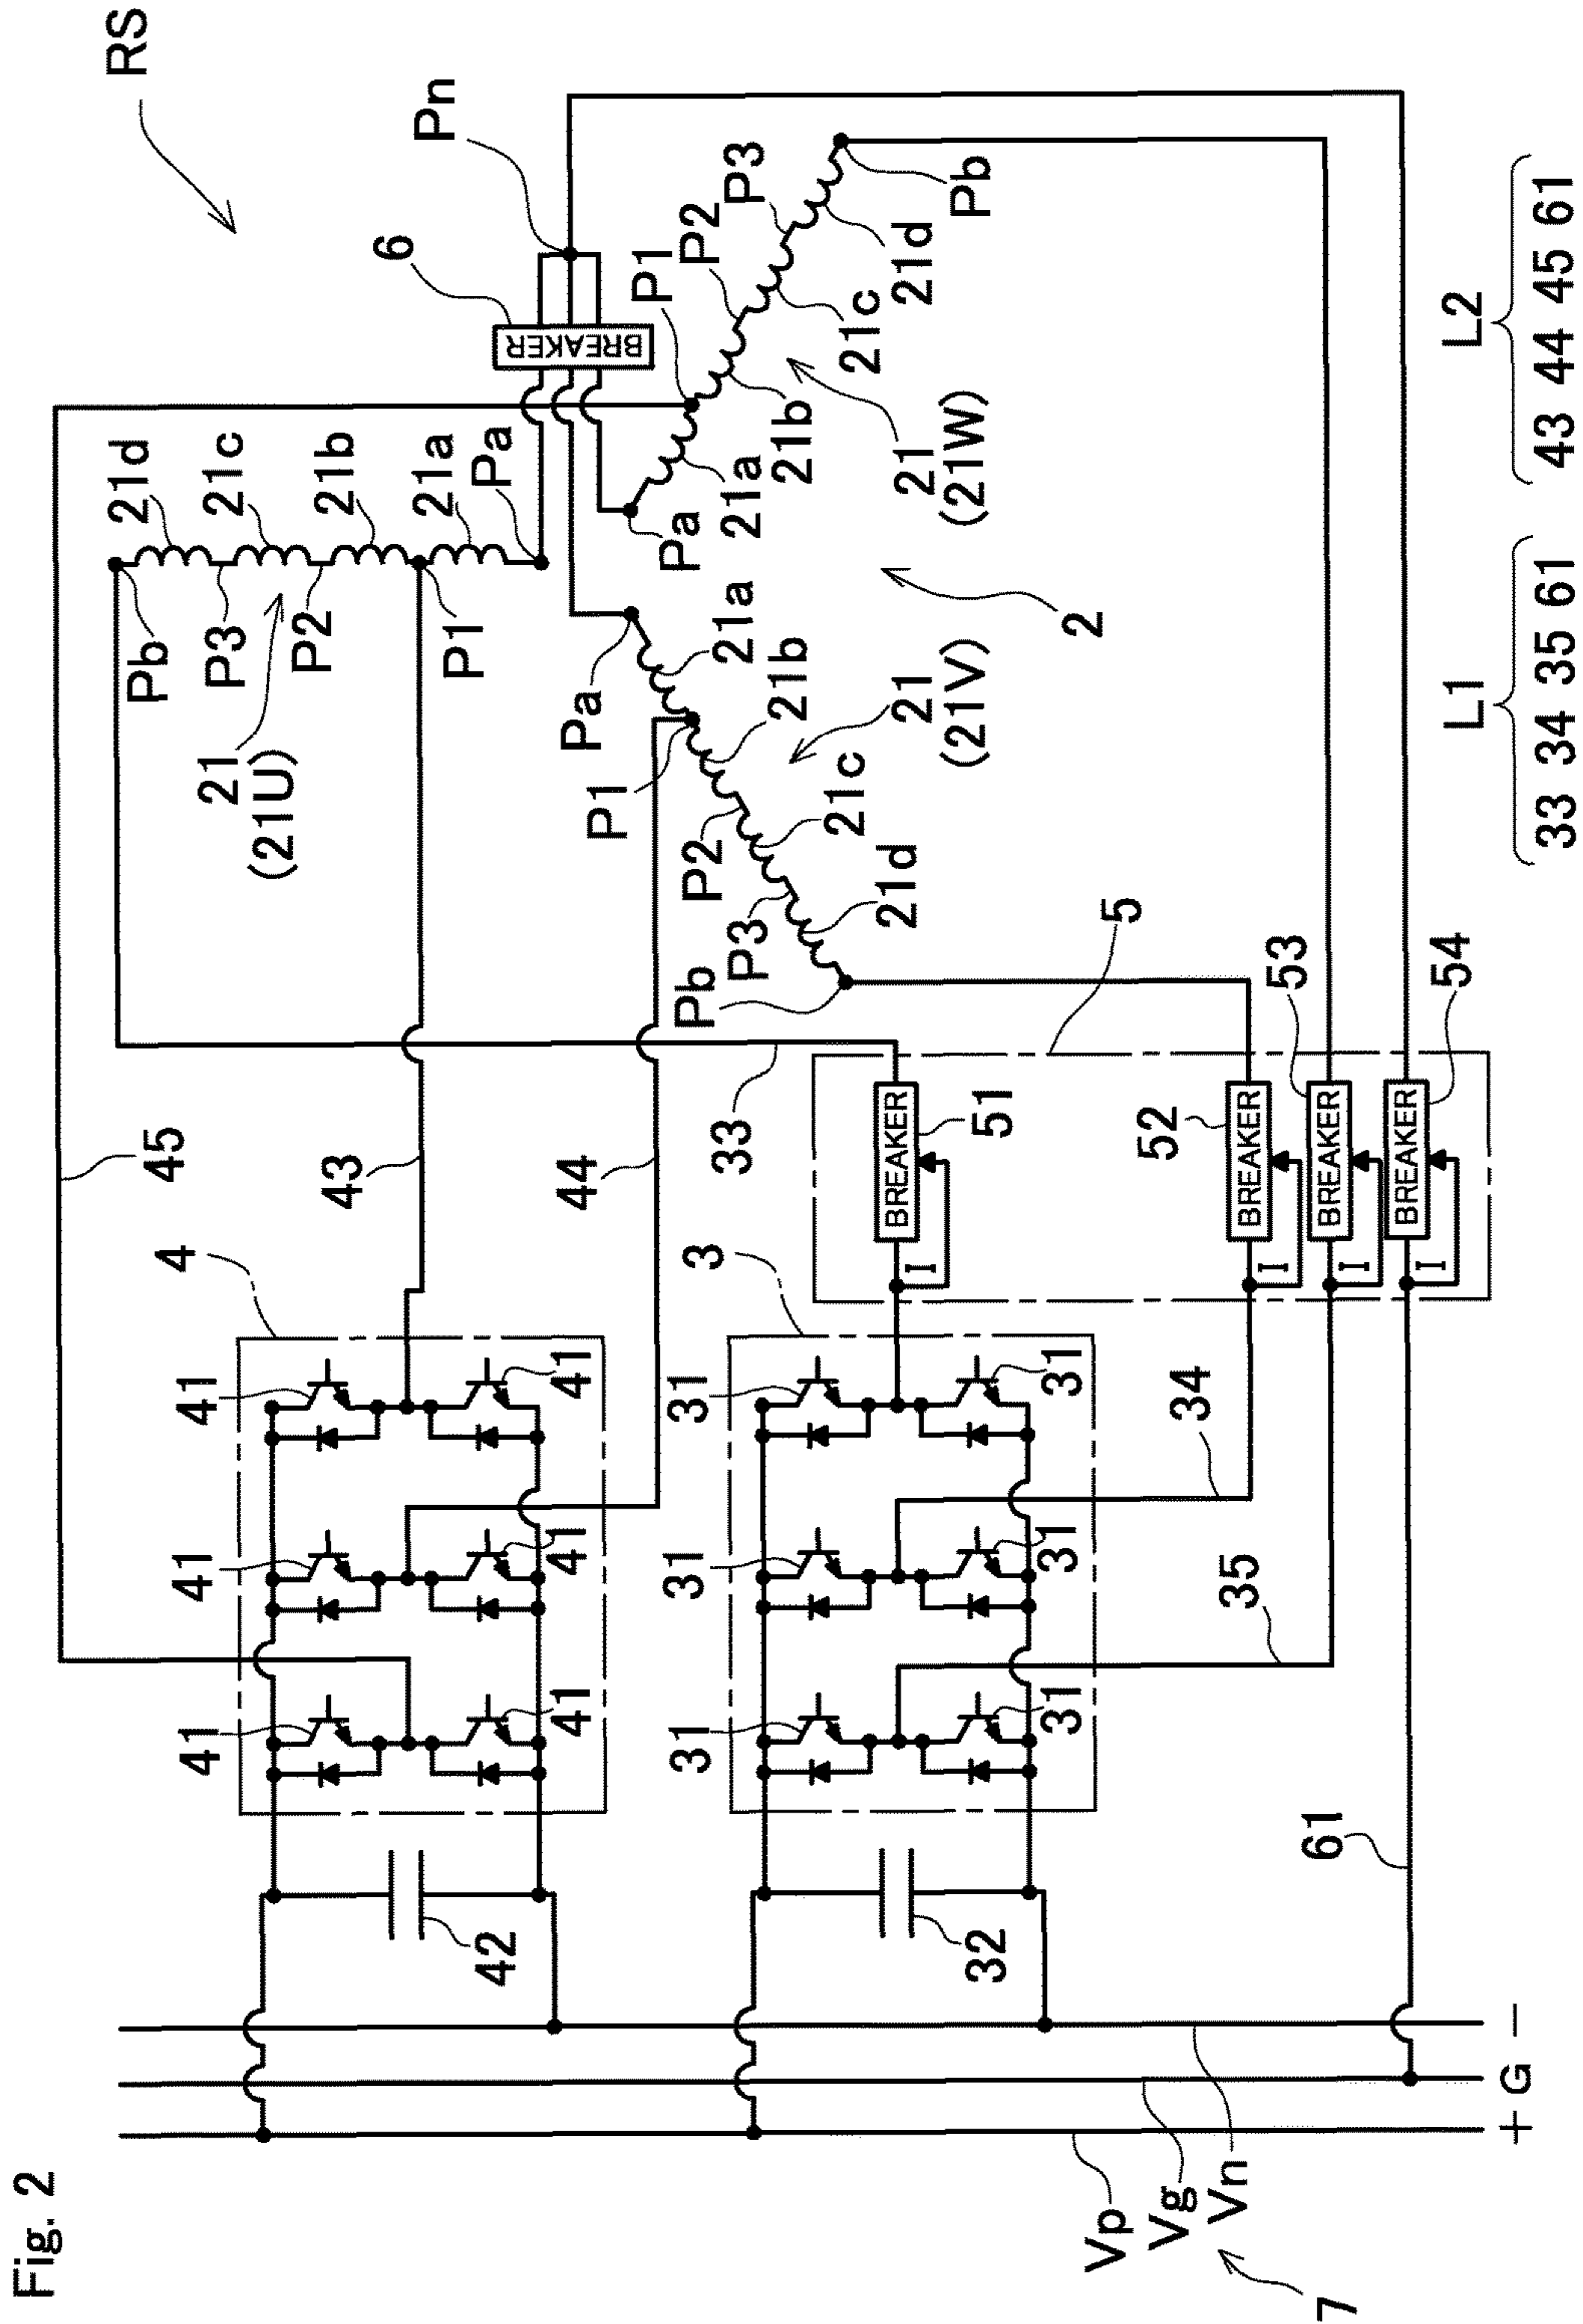 Fig. 2
RS
45
4
21d
Pb
41
41
41
43
P3
21c
21
(21U)
P2
21b
Pn
6
21a
P1
Pa
42
41
41
41
44
Pa
P1
P1
P2
P3
BREAKER
31
31
31
3
33
Pb
P3
P2
21a
21b
Pa
21a
21b
21c
21d
Pb
21c
21d
21
(21V)
21
(21W)
32
31
31
31
BREAKER
51
I
5
2
Vp
Vg
Vn
7
61
35
34
52
53
54
BREAKER
I
BREAKER
I
BREAKER
I
+
G
−
L1
33 34 35 61
L2
43 44 45 61